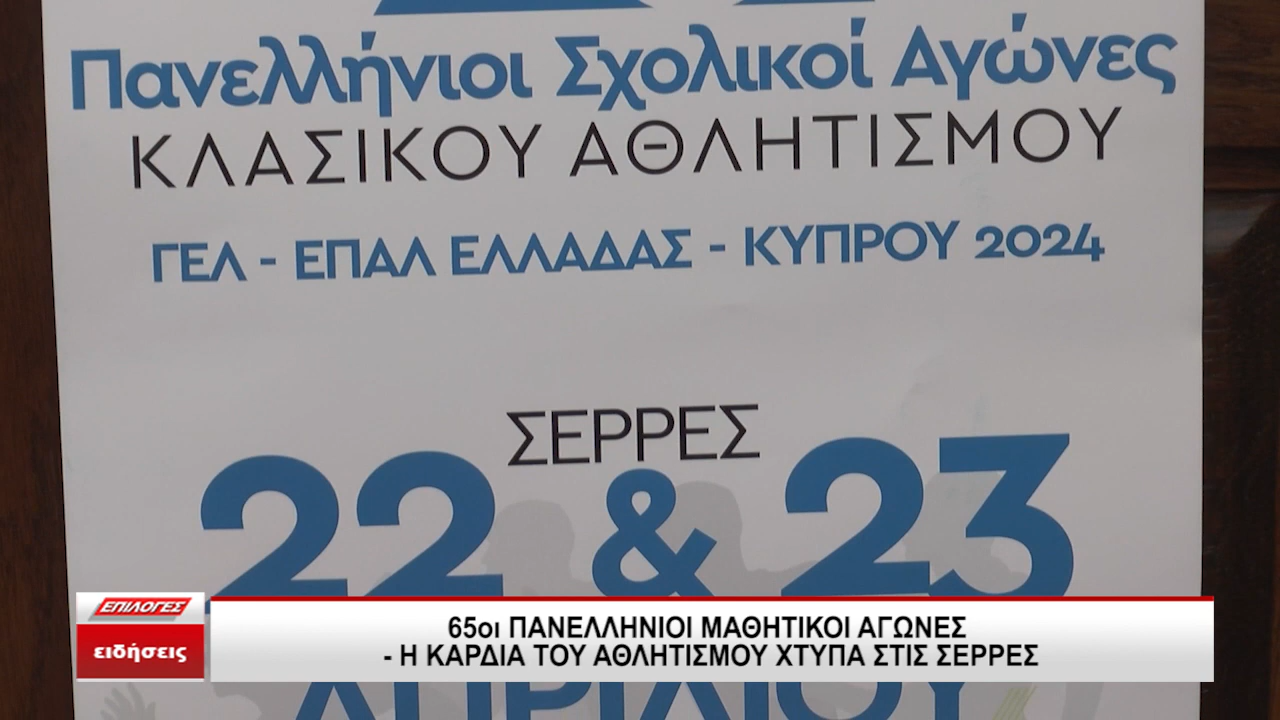 Πανελλήνιοι Σχολικοί Αγώνες
ΚΛΑΣΙΚΟΥ ΑΘΛΗΤΙΣΜΟΥ
ΓΕΛ - ΕΠΑΛ ΕΛΛΑΔΑΣ - ΚΥΠΡΟΥ 2024
ΣΕΡΡΕΣ
22 & 23
ΑΠΡΙΛΙΟΥ
ΕΠΙΛΟΓΕΣ
ειδήσεις
65οι ΠΑΝΕΛΛΗΝΙΟΙ ΜΑΘΗΤΙΚΟΙ ΑΓΩΝΕΣ
- Η ΚΑΡΔΙΑ ΤΟΥ ΑΘΛΗΤΙΣΜΟΥ ΧΤΥΠΑ ΣΤΙΣ ΣΕΡΡΕΣ